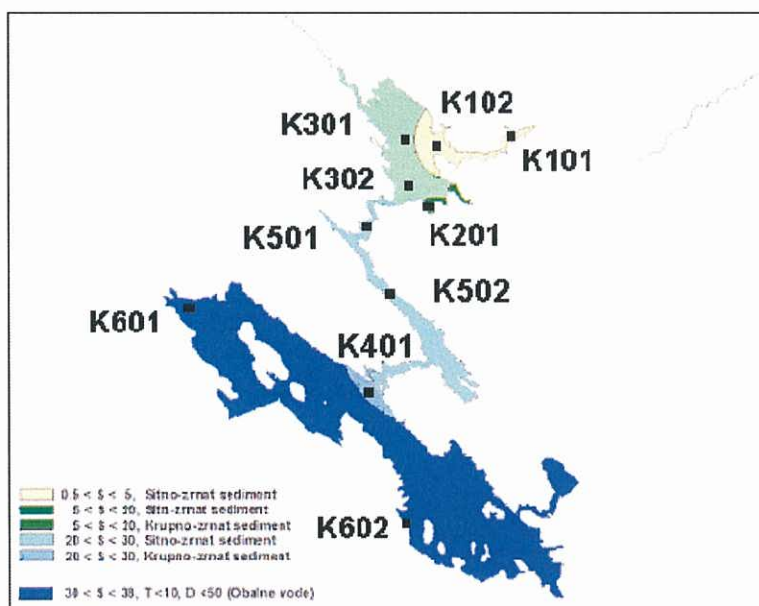 K102
K301
K101
K302
K501
K201
K502
K601
K401
0.5 < S < 5, Sitno-zrnat sediment
5 < S < 20, Sitn-zrnat sediment
5 < S < 20, Krupno-zrnat sediment
20 < S < 30, Sitno-zrnat sediment
20 < S < 30, Krupno-zrnat sediment
K602
30 < S < 38, T <10, D <50 (Obalne vode)